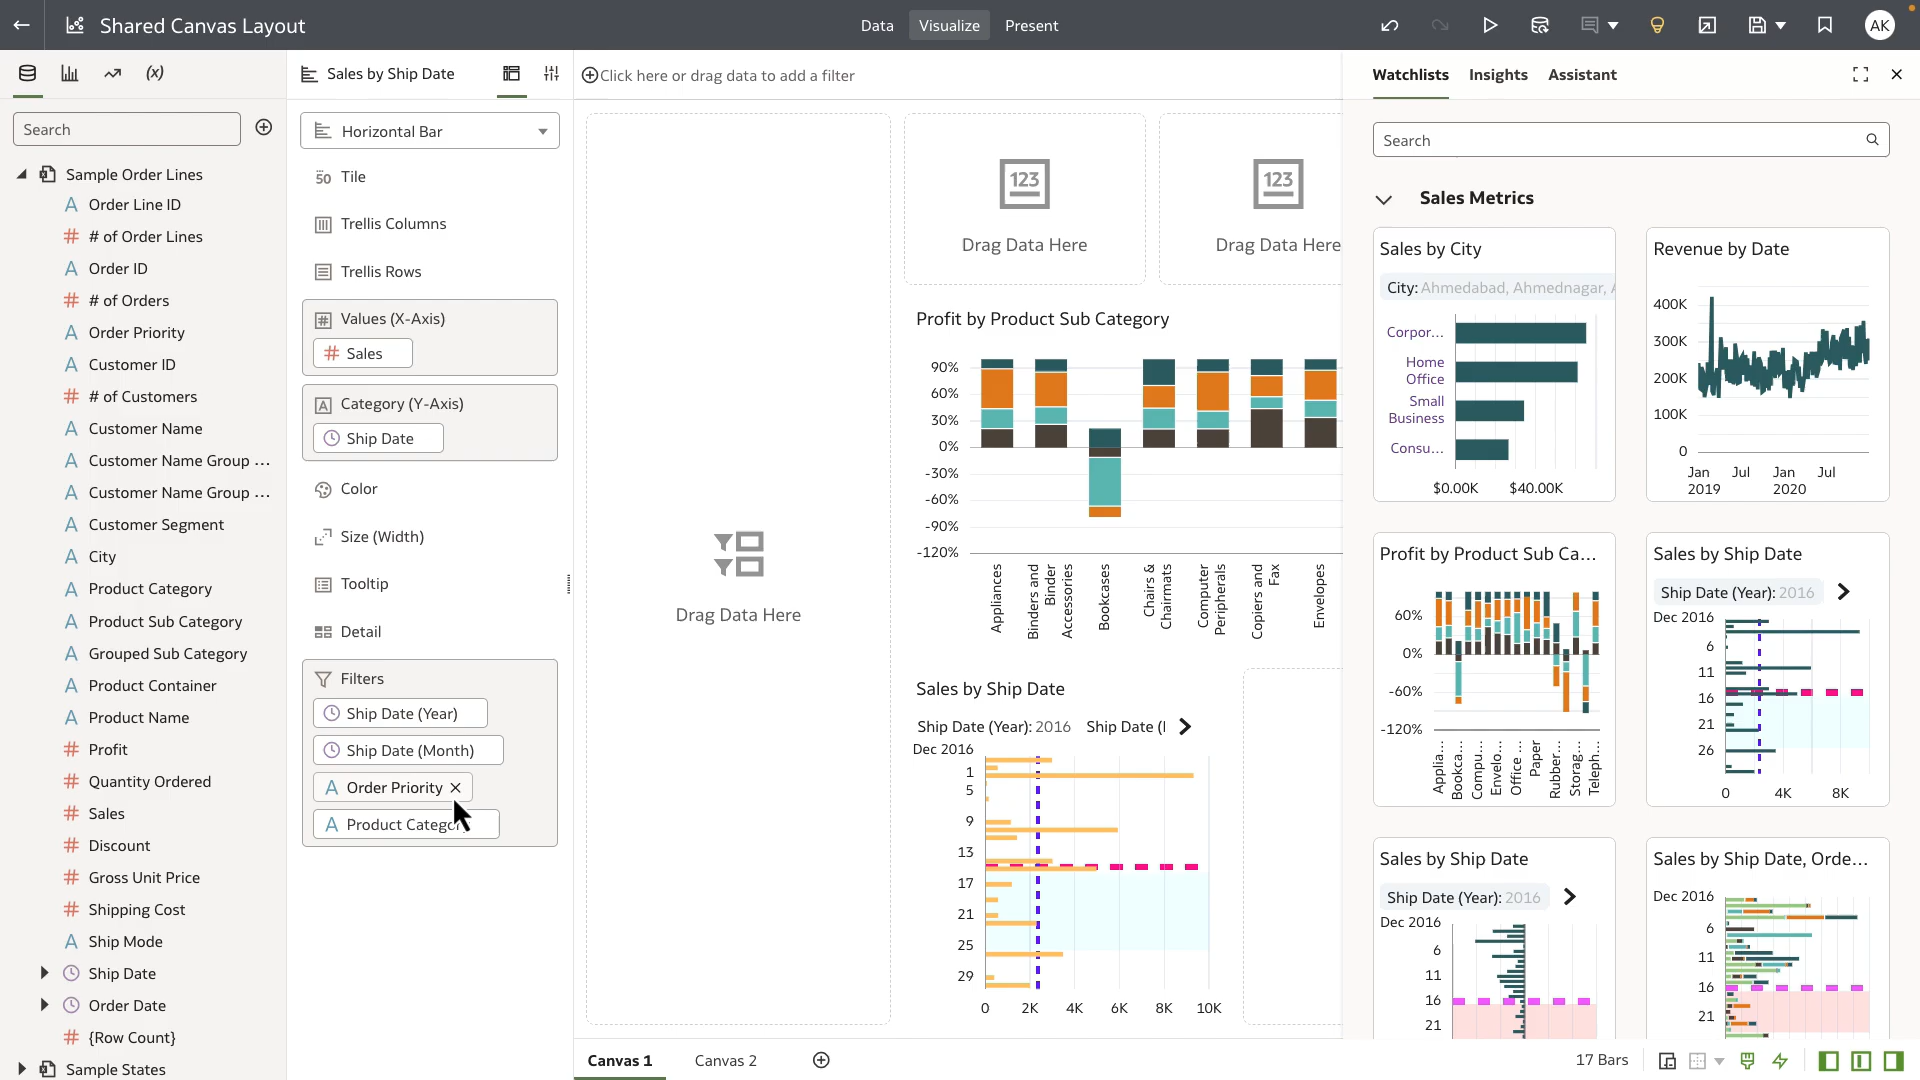 Shared Canvas Layout
Data
Visualize
Present
AK
Search
Sample Order Lines
Order Line ID
# of Order Lines
Order ID
# of Orders
Order Priority
Customer ID
# of Customers
Customer Name
Customer Name Group ...
Customer Name Group ...
Customer Segment
City
Product Category
Product Sub Category
Grouped Sub Category
Product Container
Product Name
Profit
Quantity Ordered
Sales
Discount
Gross Unit Price
Shipping Cost
Ship Mode
Ship Date
Order Date
{Row Count}
Sample States
Sales by Ship Date
Horizontal Bar
Tile
Trellis Columns
Trellis Rows
Values (X-Axis)
Sales
Category (Y-Axis)
Ship Date
Color
Size (Width)
Tooltip
Detail
Filters
Ship Date (Year)
Ship Date (Month)
Order Priority
Product Catego
Click here or drag data to add a filter
Drag Data Here
123
Drag Data Here
123
Drag Data Here
Profit by Product Sub Category
90%
60%
30%
0%
-30%
-60%
-90%
-120%
Appliances
Binders and
Binder
Accessories
Bookcases
Chairs &
Chairmats
Computer
Peripherals
Copiers and
Fax
Envelopes
Sales by Ship Date
Ship Date (Year): 2016
Ship Date (
Dec 2016
1
5
9
13
17
21
25
29
0
2K
4K
6K
8K
10K
Canvas 1
Canvas 2
17 Bars
Watchlists
Insights
Assistant
Search
Sales Metrics
Sales by City
City: Ahmedabad, Ahmednagar,
Corpor...
Home
Office
Small
Business
Consu...
$0.00K
$40.00K
Revenue by Date
400K
300K
200K
100K
0
Jan
2019
Jul
Jan
2020
Jul
Profit by Product Sub Ca...
60%
0%
-60%
-120%
Applia...
Bookca...
Compu...
Envelo...
Office ...
Paper
Rubber...
Storag...
Teleph...
Sales by Ship Date
Ship Date (Year): 2016
Dec 2016
6
11
16
21
26
0
4K
8K
Sales by Ship Date
Ship Date (Year): 2016
Dec 2016
6
11
16
21
Sales by Ship Date, Orde...
Dec 2016
6
11
16
21